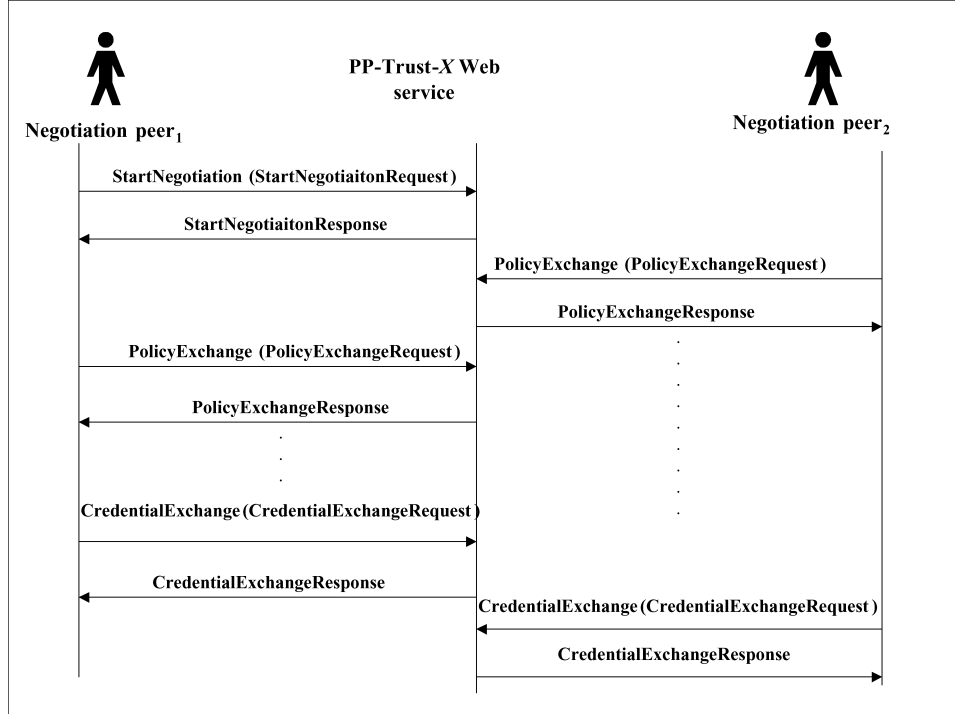 PP-Trust-X Web
service
Negotiation peer1
Negotiation peer2
StartNegotiation (StartNegotiaitonRequest)
StartNegotiaitonResponse
PolicyExchange (PolicyExchangeRequest)
PolicyExchangeResponse
PolicyExchange (PolicyExchangeRequest)
PolicyExchangeResponse
CredentialExchange (CredentialExchangeRequest)
CredentialExchangeResponse
CredentialExchange (CredentialExchangeRequest)
CredentialExchangeResponse